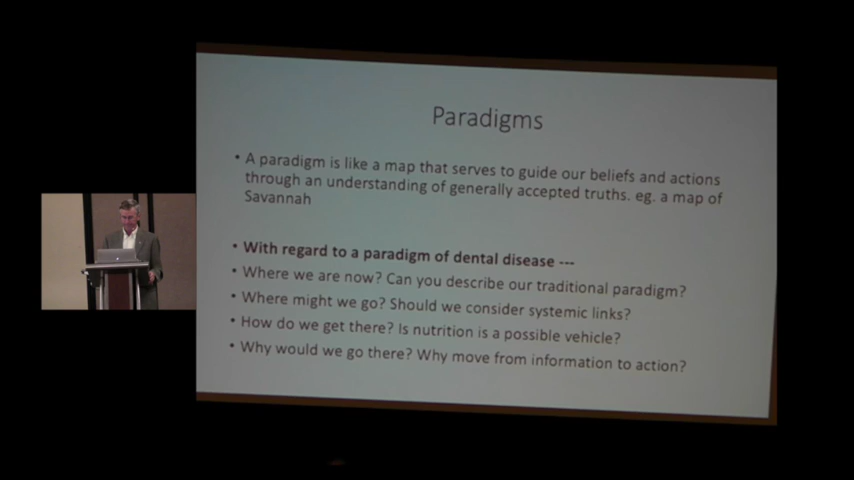 Paradigms
• A paradigm is like a map that serves to guide our beliefs and actions
through an understanding of generally accepted truths. eg. a map of
Savannah
• With regard to a paradigm of dental disease ---
• Where we are now? Can you describe our traditional paradigm?
• Where might we go? Should we consider systemic links?
• How do we get there? Is nutrition is a possible vehicle?
• Why would we go there? Why move from information to action?